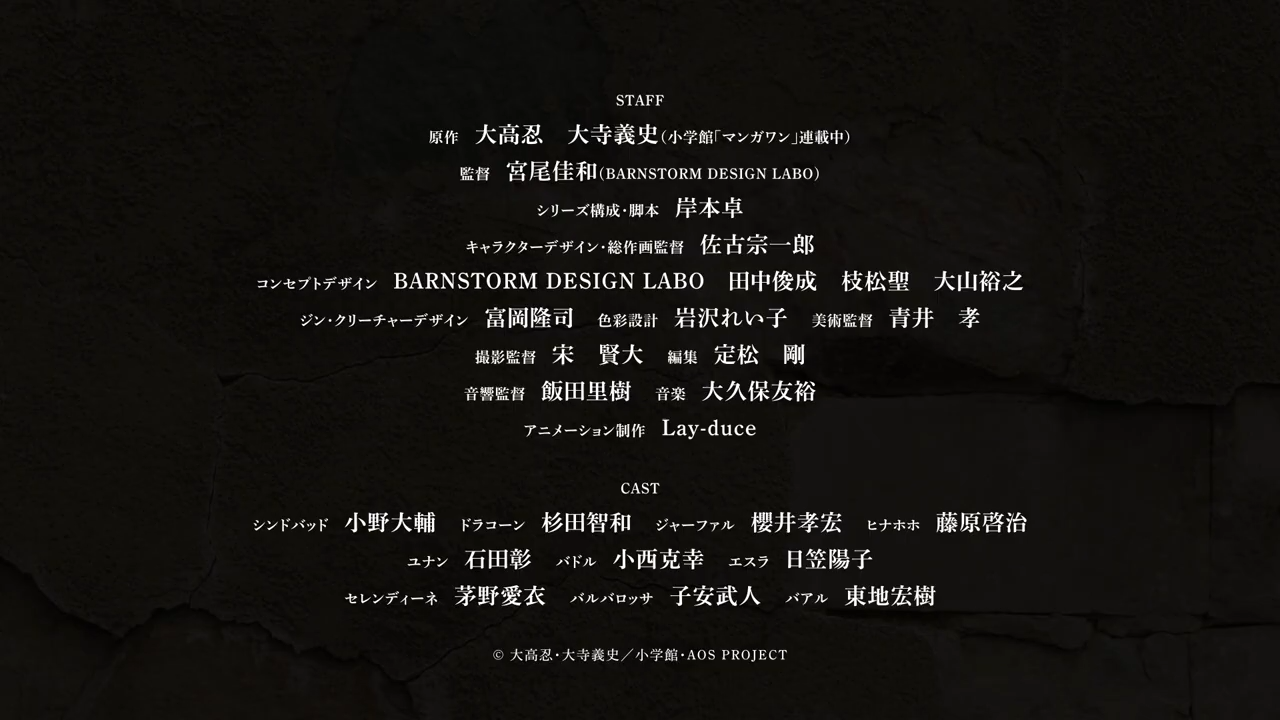 STAFF
原作 大高忍 大寺義史(小学館「マンガワン」連載中)
監督 宮尾佳和(BARNSTORM DESIGN LABO)
シリーズ構成・脚本 岸本卓
キャラクターデザイン・総作画監督 佐古宗一郎
コンセプトデザイン BARNSTORM DESIGN LABO 田中俊成 枝松聖 大山裕之
ジン・クリーチャーデザイン 富岡隆司 色彩設計 岩沢れい子 美術監督 青井 孝
撮影監督 宋 賢大 編集 定松 剛
音響監督 飯田里樹 音楽 大久保友裕
アニメーション制作 Lay-duce
CAST
シンドバッド 小野大輔 ドラコーン 杉田智和 ジャーファル 櫻井孝宏 ヒナホホ 藤原啓治
ユナン 石田彰 バドル 小西克幸 エスラ 日笠陽子
セレンディーネ 茅野愛衣 バルバロッサ 子安武人 バアル 東地宏樹
© 大高忍・大寺義史／小学館・AOS PROJECT